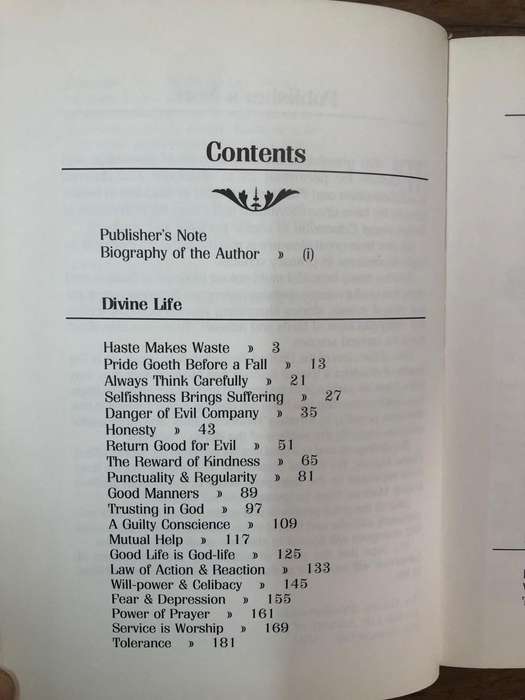 Contents
Publisher's Note
Biography of the Author » (i)
Divine Life
Haste Makes Waste » 3
Pride Goeth Before a Fall » 13
Always Think Carefully » 21
Selfishness Brings Suffering » 27
Danger of Evil Company » 35
Honesty » 43
Return Good for Evil » 51
The Reward of Kindness » 65
Punctuality & Regularity » 81
Good Manners » 89
Trusting in God » 97
A Guilty Conscience » 109
Mutual Help » 117
Good Life is God-life » 125
Law of Action & Reaction » 133
Will-power & Celibacy » 145
Fear & Depression » 155
Power of Prayer » 161
Service is Worship » 169
Tolerance » 181